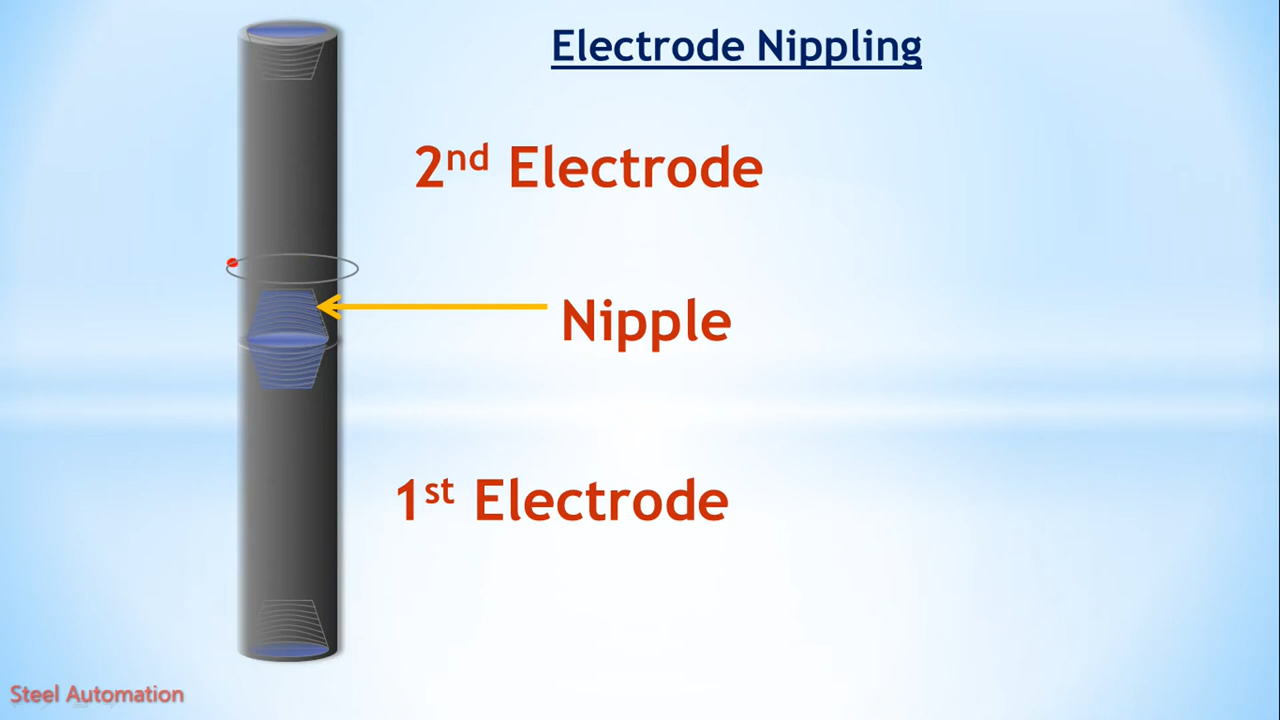 Electrode Nippling
2nd Electrode
Nipple
1st Electrode
Steel Automation